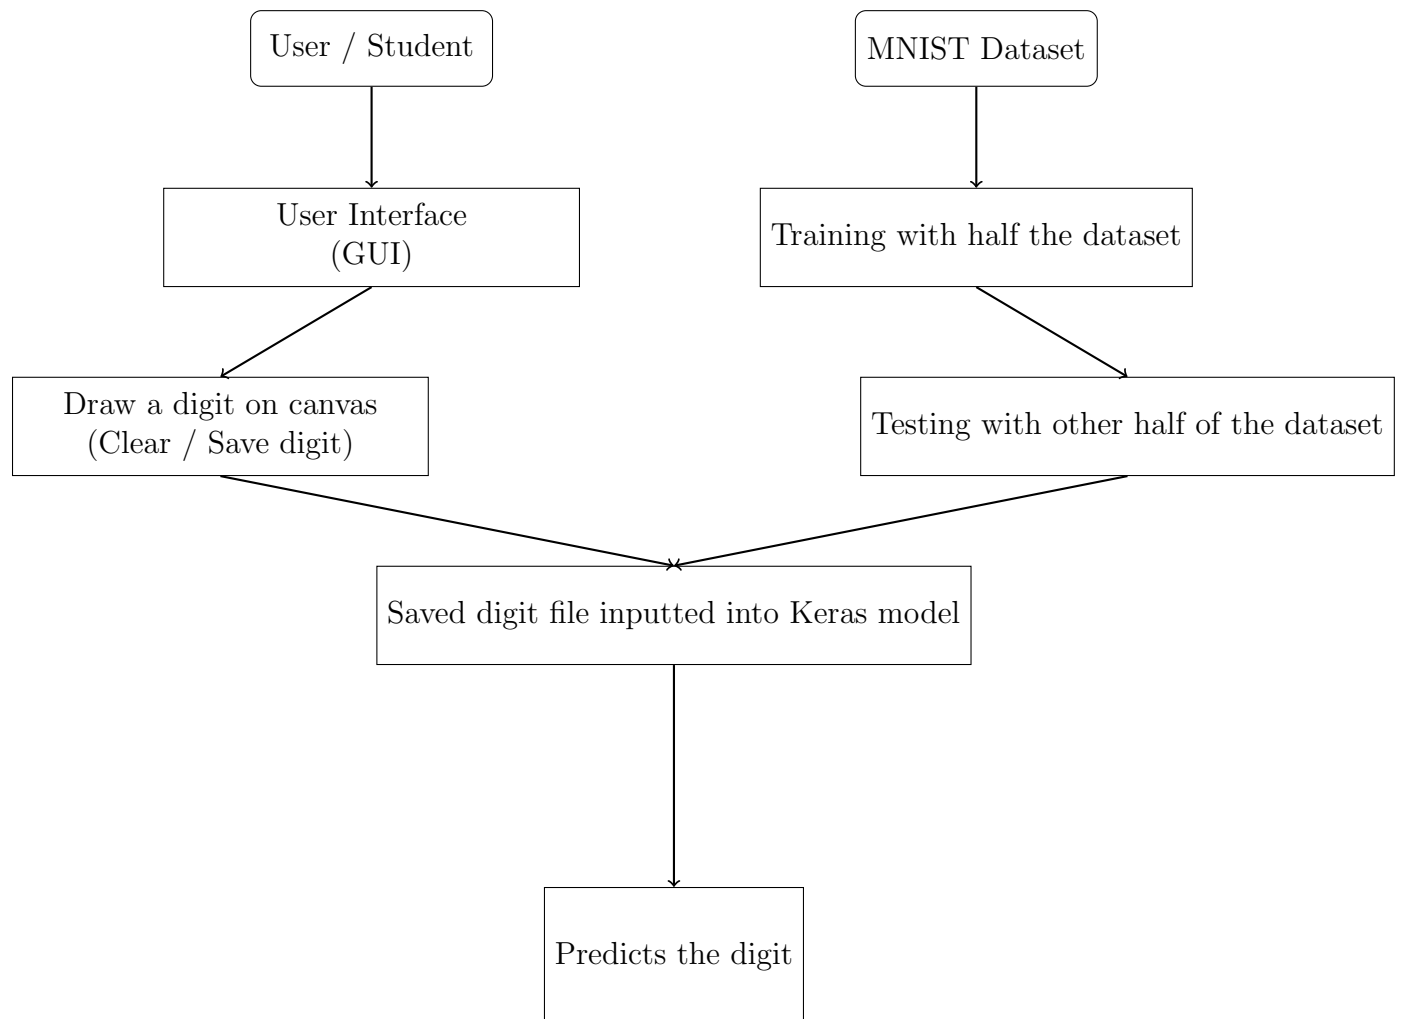 User / Student
MNIST Dataset
User Interface
(GUI)
Training with half the dataset
Draw a digit on canvas
(Clear / Save digit)
Testing with other half of the dataset
Saved digit file inputted into Keras model
Predicts the digit